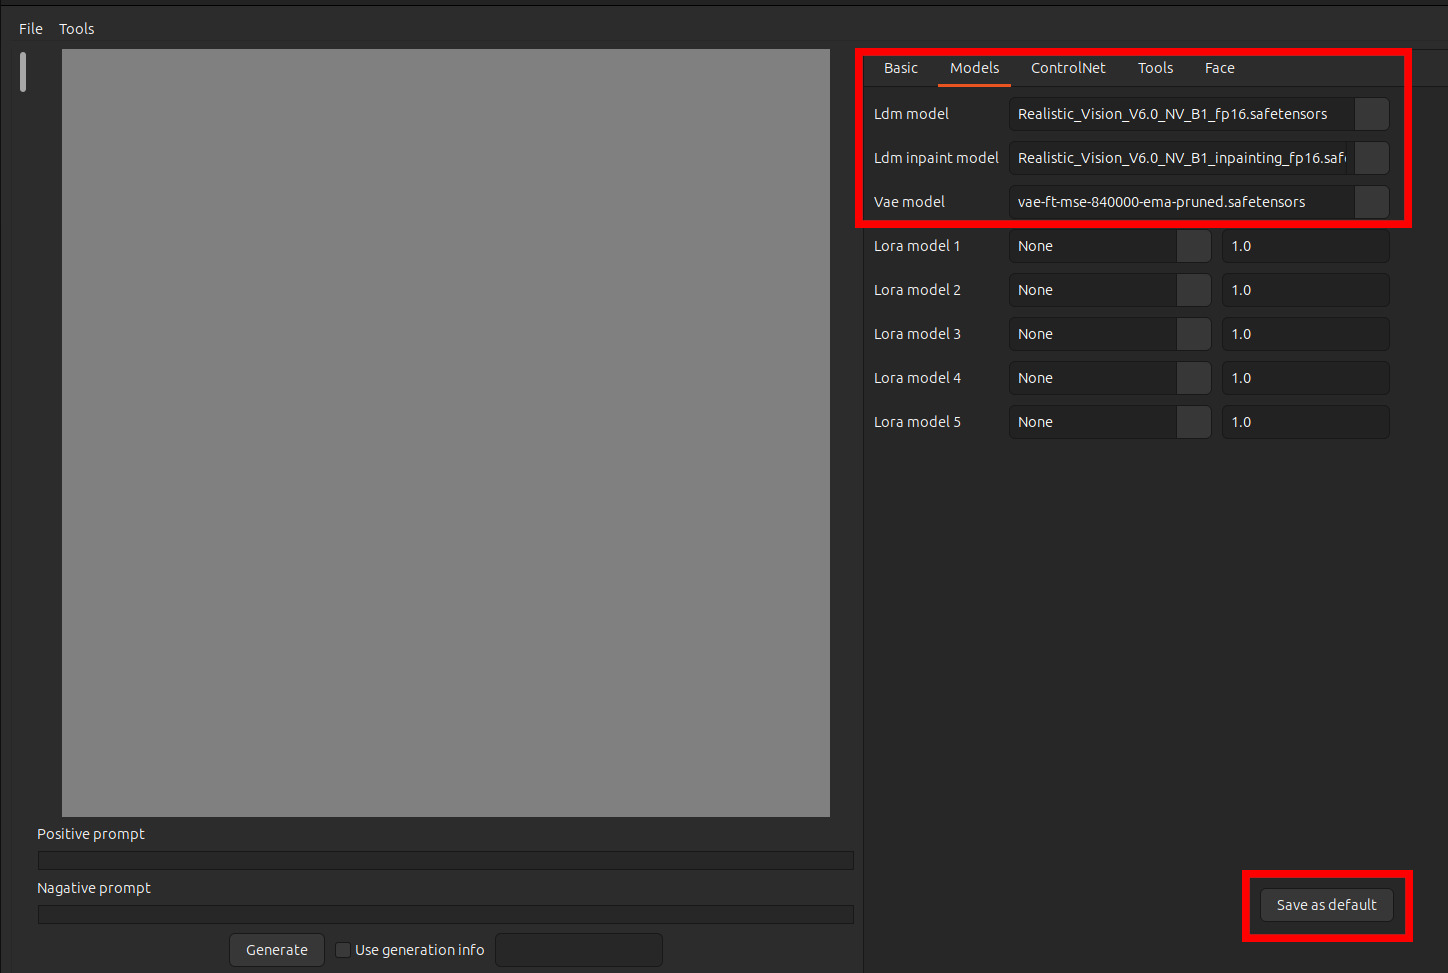 File Tools
Basic Models ControlNet Tools Face
Ldm model Realistic_Vision_V6.0_NV_B1_fp16.safetensors
Ldm inpaint model Realistic_Vision_V6.0_NV_B1_inpainting_fp16.safe
Vae model vae-ft-mse-840000-ema-pruned.safetensors
Lora model 1 None 1.0
Lora model 2 None 1.0
Lora model 3 None 1.0
Lora model 4 None 1.0
Lora model 5 None 1.0
Positive prompt
Nagative prompt
Save as default
Generate Use generation info